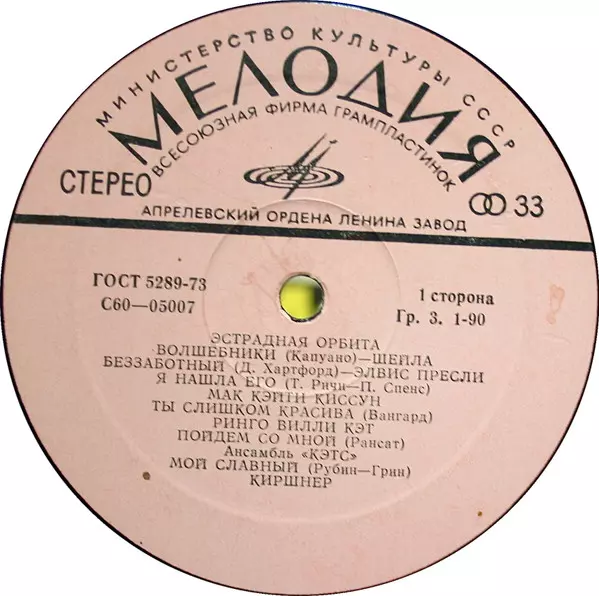 МИНИСТЕРСТВО КУЛЬТУРЫ СССР
МЕЛОДИЯ
ВСЕСОЮЗНАЯ ФИРМА ГРАМПЛАСТИНОК
СТЕРЕО
33
АПРЕЛЕВСКИЙ ОРДЕНА ЛЕНИНА ЗАВОД
ГОСТ 5289-73
С60—05007
1 сторона
Гр. 3. 1-90
ЭСТРАДНАЯ ОРБИТА
ВОЛШЕБНИКИ (Капуано)—ШЕЙЛА
БЕЗЗАБОТНЫЙ (Д. Хартфорд)—ЭЛВИС ПРЕСЛИ
Я НАШЛА ЕГО (Т. Ричи—П. Спенс)
МАК КЭЙТИ КИССУН
ТЫ СЛИШКОМ КРАСИВА (Вангард)
РИНГО ВИЛЛИ КЭТ
ПОЙДЕМ СО МНОЙ (Рансат)
Ансамбль «КЭТС»
МОЙ СЛАВНЫЙ (Рубин—Грин)
КИРШНЕР